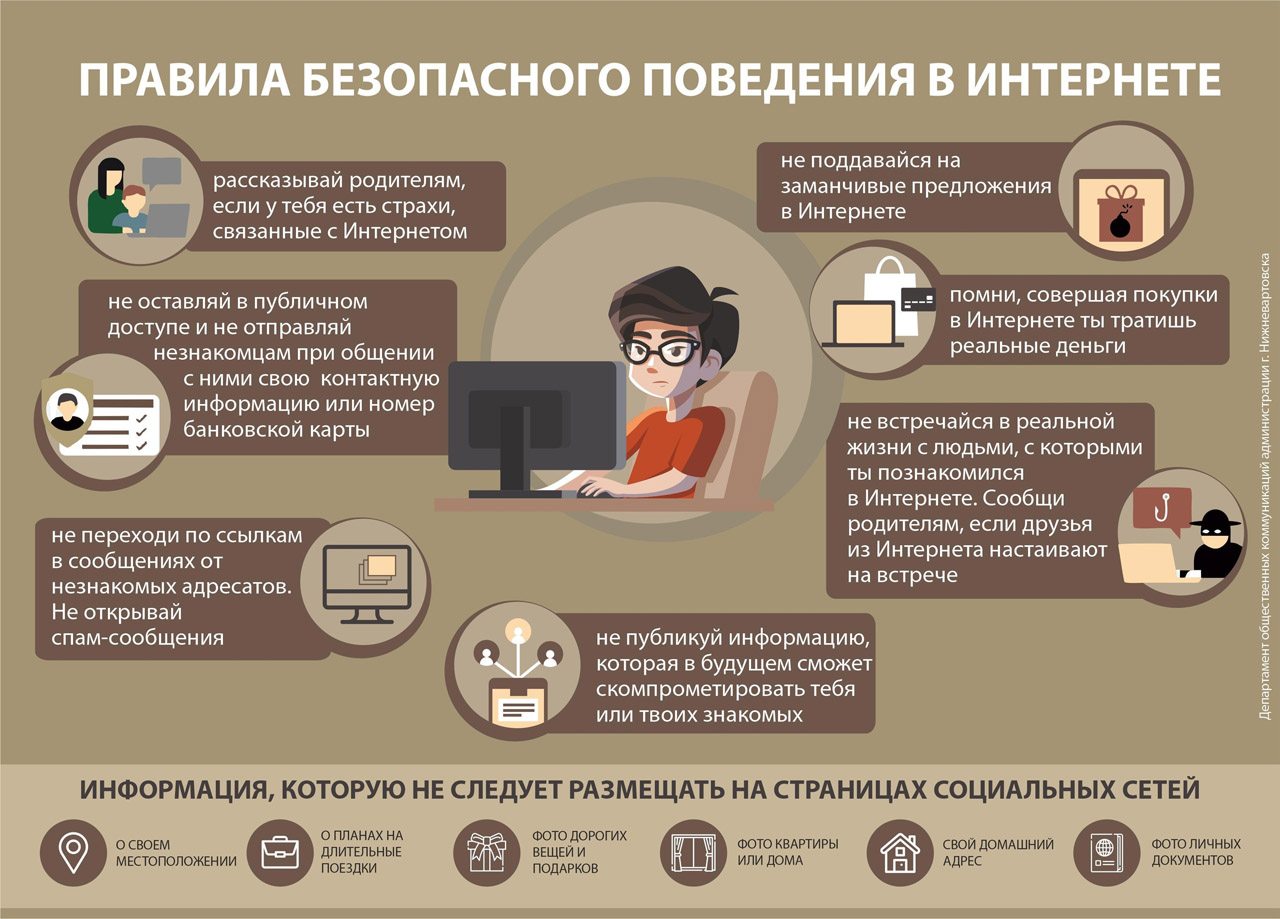 ПРАВИЛА БЕЗОПАСНОГО ПОВЕДЕНИЯ В ИНТЕРНЕТЕ
рассказывай родителям,
если у тебя есть страхи,
связанные с Интернетом
не оставляй в публичном
доступе и не отправляй
незнакомцам при общении
с ними свою контактную
информацию или номер
банковской карты
не переходи по ссылкам
в сообщениях от
незнакомых адресатов.
Не открывай
спам-сообщения
не публикуй информацию,
которая в будущем сможет
скомпрометировать тебя
или твоих знакомых
не поддавайся на
заманчивые предложения
в Интернете
помни, совершая покупки
в Интернете ты тратишь
реальные деньги
не встречайся в реальной
жизни с людьми, с которыми
ты познакомился
в Интернете. Сообщи
родителям, если друзья
из Интернета настаивают
на встрече
Департамент общественных коммуникаций администрации г. Нижневартовска
ИНФОРМАЦИЯ, КОТОРУЮ НЕ СЛЕДУЕТ РАЗМЕЩАТЬ НА СТРАНИЦАХ СОЦИАЛЬНЫХ СЕТЕЙ
О СВОЕМ
МЕСТОПОЛОЖЕНИИ
О ПЛАНАХ НА
ДЛИТЕЛЬНЫЕ
ПОЕЗДКИ
ФОТО ДОРОГИХ
ВЕЩЕЙ И
ПОДАРКОВ
ФОТО КВАРТИРЫ
ИЛИ ДОМА
СВОЙ ДОМАШНИЙ
АДРЕС
ФОТО ЛИЧНЫХ
ДОКУМЕНТОВ